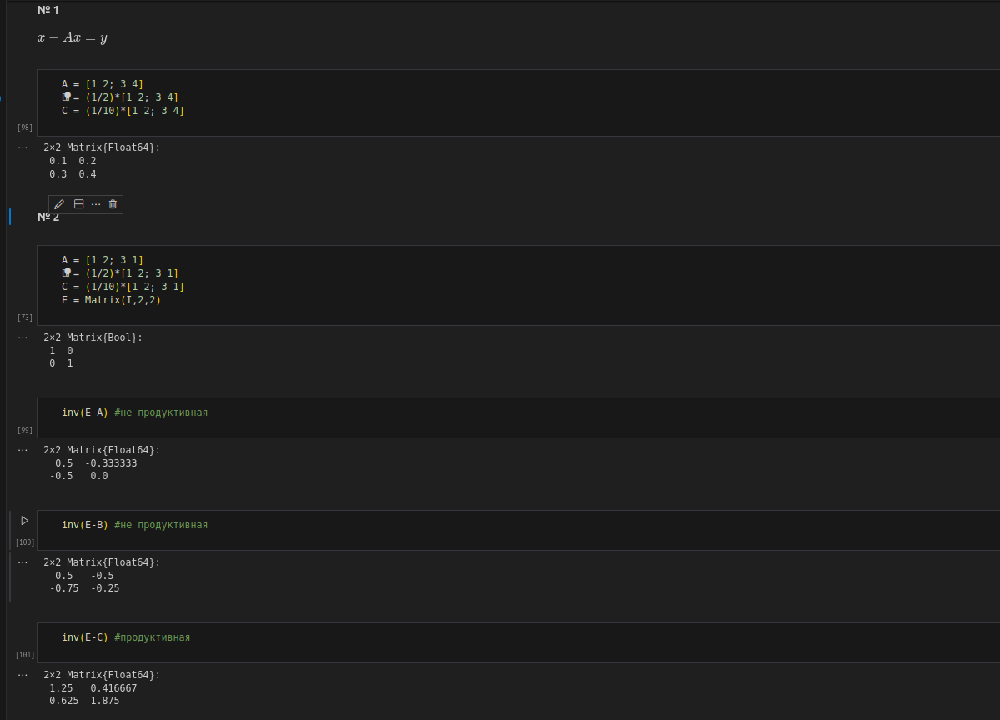 № 1
x − Ax = y
A = [1 2; 3 4]
B = (1/2)*[1 2; 3 4]
C = (1/10)*[1 2; 3 4]
[98]
... 2×2 Matrix{Float64}:
0.1 0.2
0.3 0.4
...
№ 2
A = [1 2; 3 1]
B = (1/2)*[1 2; 3 1]
C = (1/10)*[1 2; 3 1]
E = Matrix(I,2,2)
[73]
... 2×2 Matrix{Bool}:
1 0
0 1
inv(E-A) #не продуктивная
[99]
... 2×2 Matrix{Float64}:
0.5 -0.333333
-0.5 0.0
inv(E-B) #не продуктивная
[100]
... 2×2 Matrix{Float64}:
0.5 -0.5
-0.75 -0.25
inv(E-C) #продуктивная
[101]
... 2×2 Matrix{Float64}:
1.25 0.416667
0.625 1.875